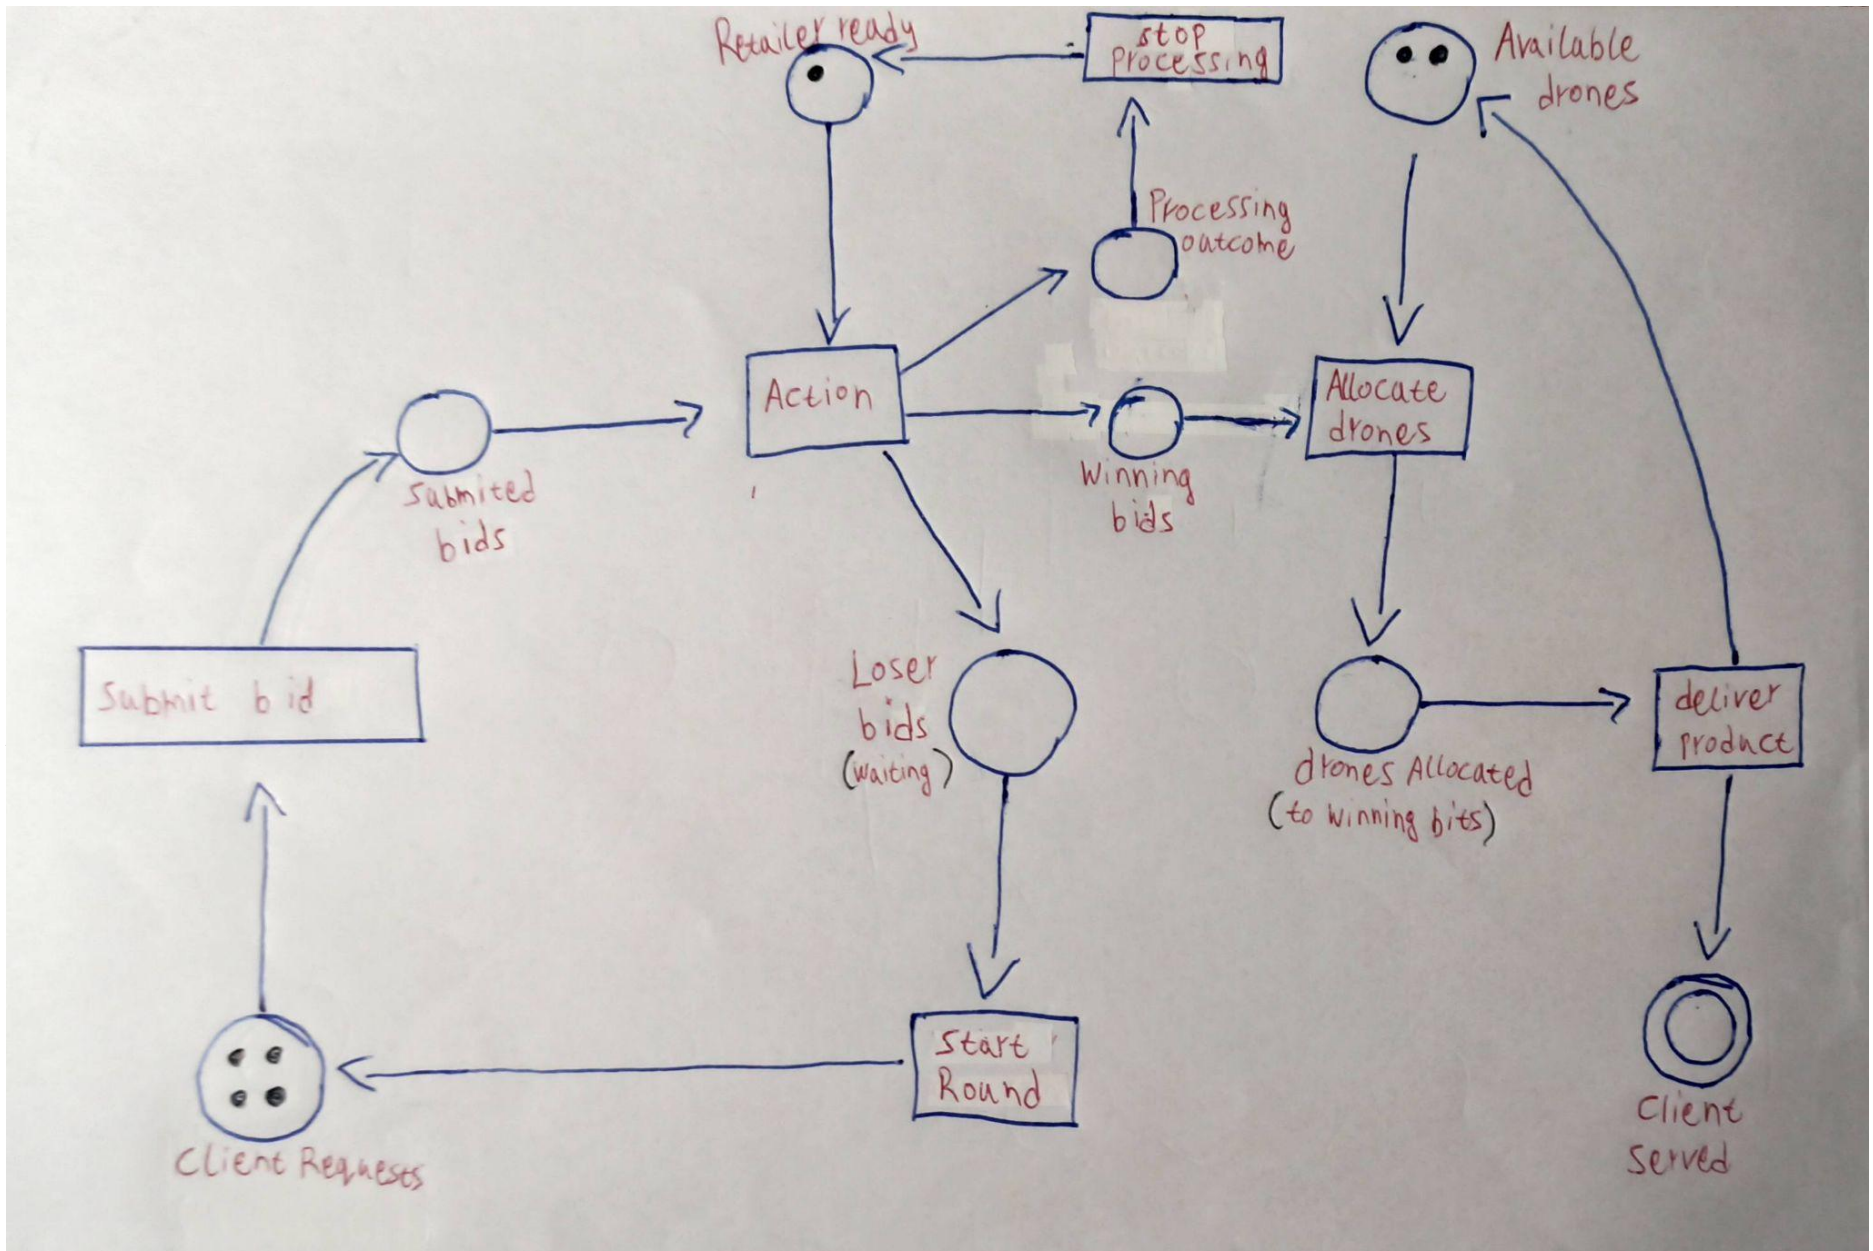 Retailer ready
stop
processing
Available
drones
Processing
outcome
Action
Allocate
drones
Submited
bids
Winning
bids
Submit bid
Loser
bids
(waiting)
deliver
product
drones Allocated
(to winning bits)
Start
Round
Client Requests
Client
Served